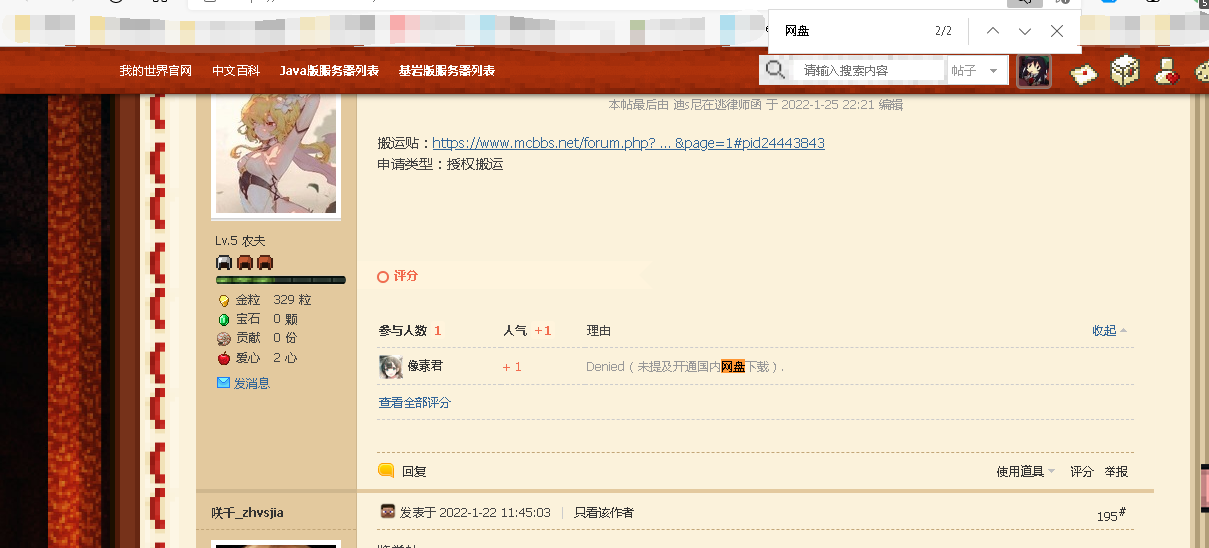 网盘 2/2
我的世界官网 中文百科 Java版服务器列表 基岩版服务器列表 请输入搜索内容 帖子
本帖最后由 迪s尼在逃律师函 于 2022-1-25 22:21 编辑
搬运贴：https://www.mcbbs.net/forum.php? ... &page=1#pid24443843
申请类型：授权搬运
Lv.5 农夫
金粒 329 粒
宝石 0 颗
贡献 0 份
爱心 2 心
发消息
评分
参与人数 1 人气 +1 理由 收起
像素君 + 1 Denied（未提及开通国内网盘下载）.
查看全部评分
回复 使用道具 评分 举报
咲千_zhvsjia 发表于 2022-1-22 11:45:03 | 只看该作者 195#